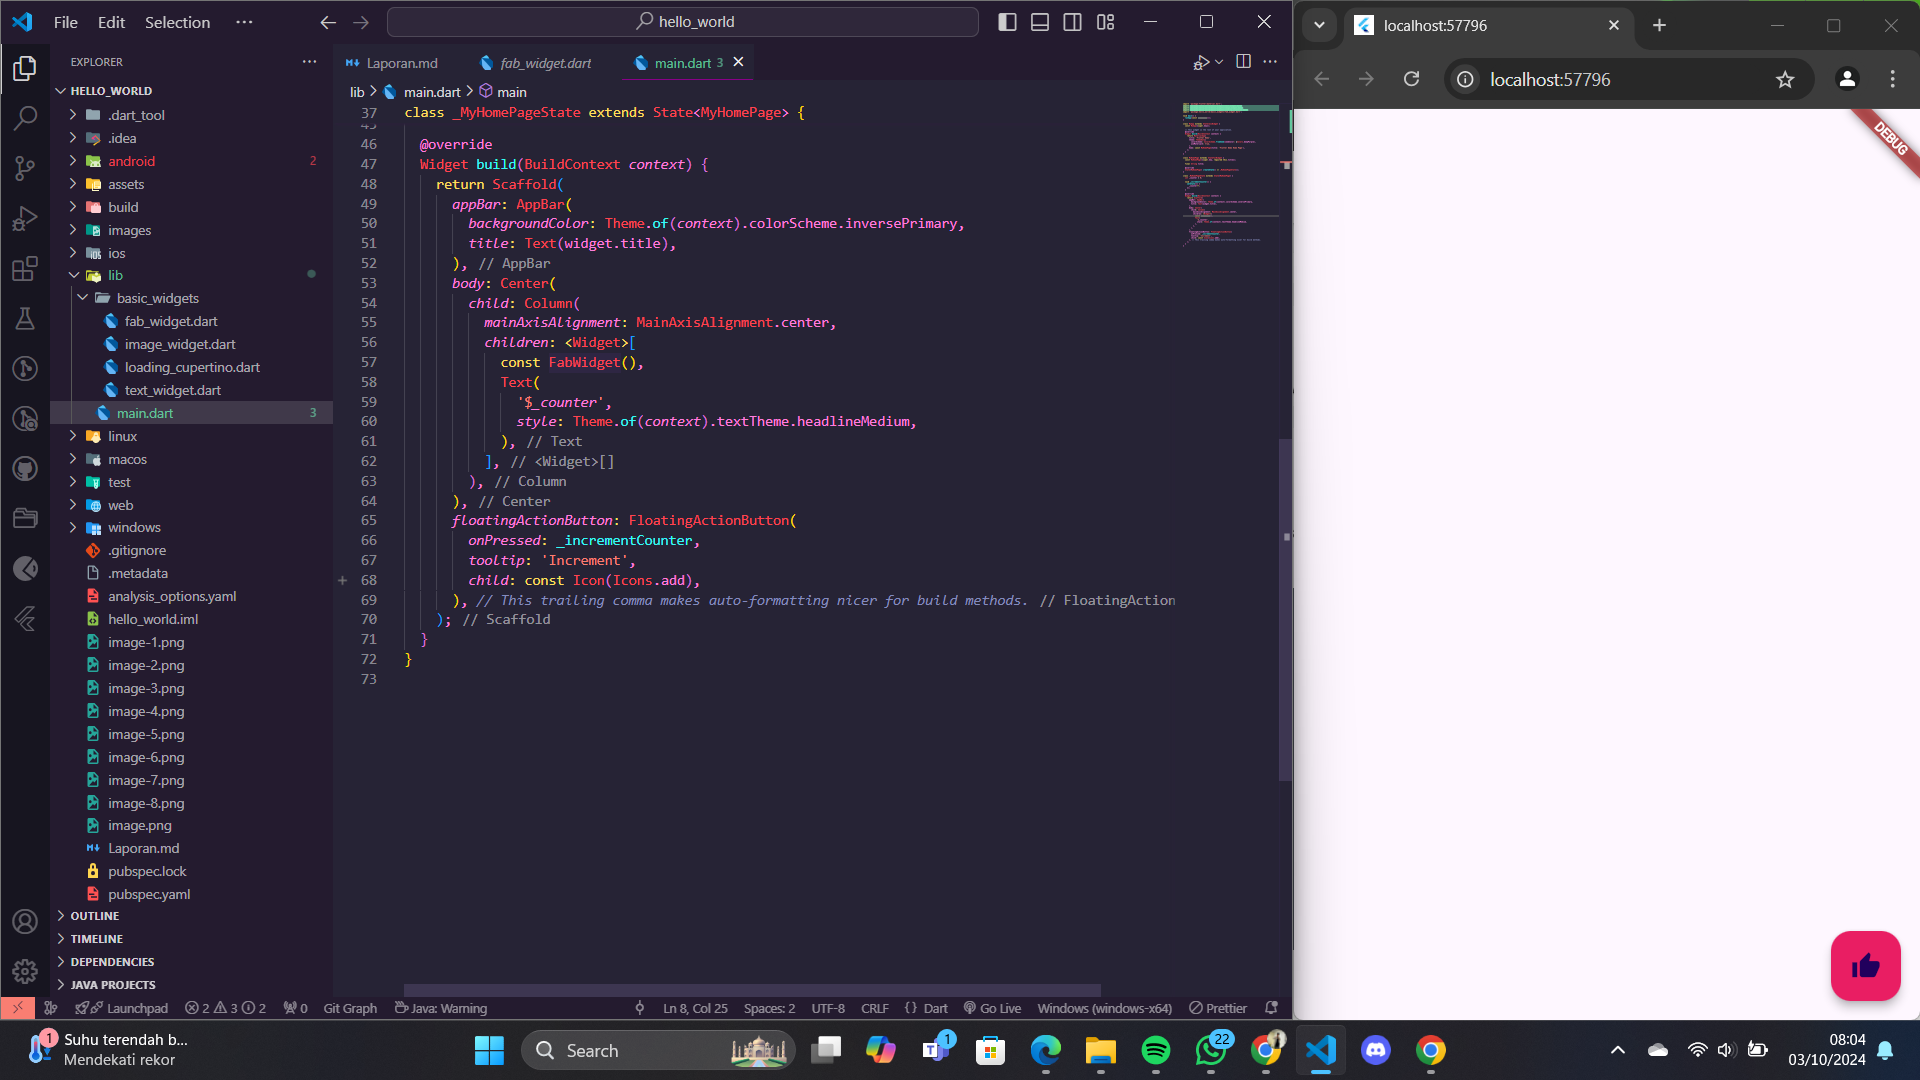 File Edit Selection ···
hello_world
EXPLORER
HELLO_WORLD
.dart_tool
.idea
android 2
assets
build
images
ios
lib
basic_widgets
fab_widget.dart
image_widget.dart
loading_cupertino.dart
text_widget.dart
main.dart 3
linux
macos
test
web
windows
.gitignore
.metadata
analysis_options.yaml
hello_world.iml
image-1.png
image-2.png
image-3.png
image-4.png
image-5.png
image-6.png
image-7.png
image-8.png
image.png
Laporan.md
pubspec.lock
pubspec.yaml
OUTLINE
TIMELINE
DEPENDENCIES
JAVA PROJECTS
Laporan.md fab_widget.dart main.dart 3
lib > main.dart > main
37 class _MyHomePageState extends State<MyHomePage> {
46 @override
47 Widget build(BuildContext context) {
48 return Scaffold(
49 appBar: AppBar(
50 backgroundColor: Theme.of(context).colorScheme.inversePrimary,
51 title: Text(widget.title),
52 ), // AppBar
53 body: Center(
54 child: Column(
55 mainAxisAlignment: MainAxisAlignment.center,
56 children: <Widget>[
57 const FabWidget(),
58 Text(
59 '$_counter',
60 style: Theme.of(context).textTheme.headlineMedium,
61 ), // Text
62 ], // <Widget>[]
63 ), // Column
64 ), // Center
65 floatingActionButton: FloatingActionButton(
66 onPressed: _incrementCounter,
67 tooltip: 'Increment',
68 child: const Icon(Icons.add),
69 ), // This trailing comma makes auto-formatting nicer for build methods. // FloatingAction
70 ); // Scaffold
71 }
72 }
73
Launchpad 2 3 2 0 Git Graph Java: Warning Ln 8, Col 25 Spaces: 2 UTF-8 CRLF {} Dart Go Live Windows (windows-x64) Prettier
localhost:57796
localhost:57796
DEBUG
1
Suhu terendah b...
Mendekati rekor
Search
1
22
08:04
03/10/2024